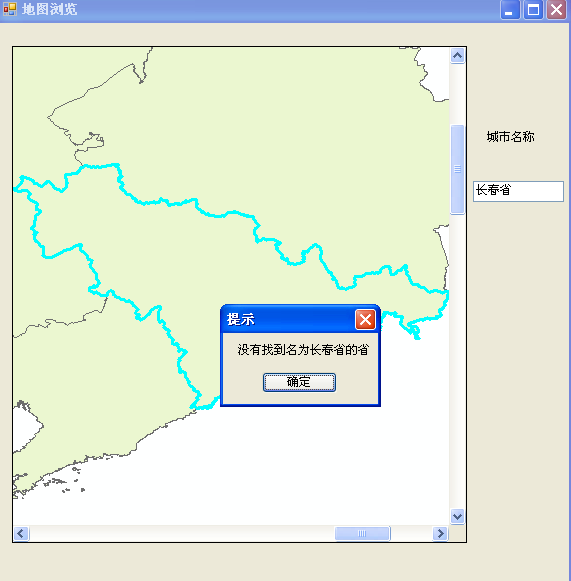 地图浏览
城市名称
长春省
提示
没有找到名为长春省的省
确定